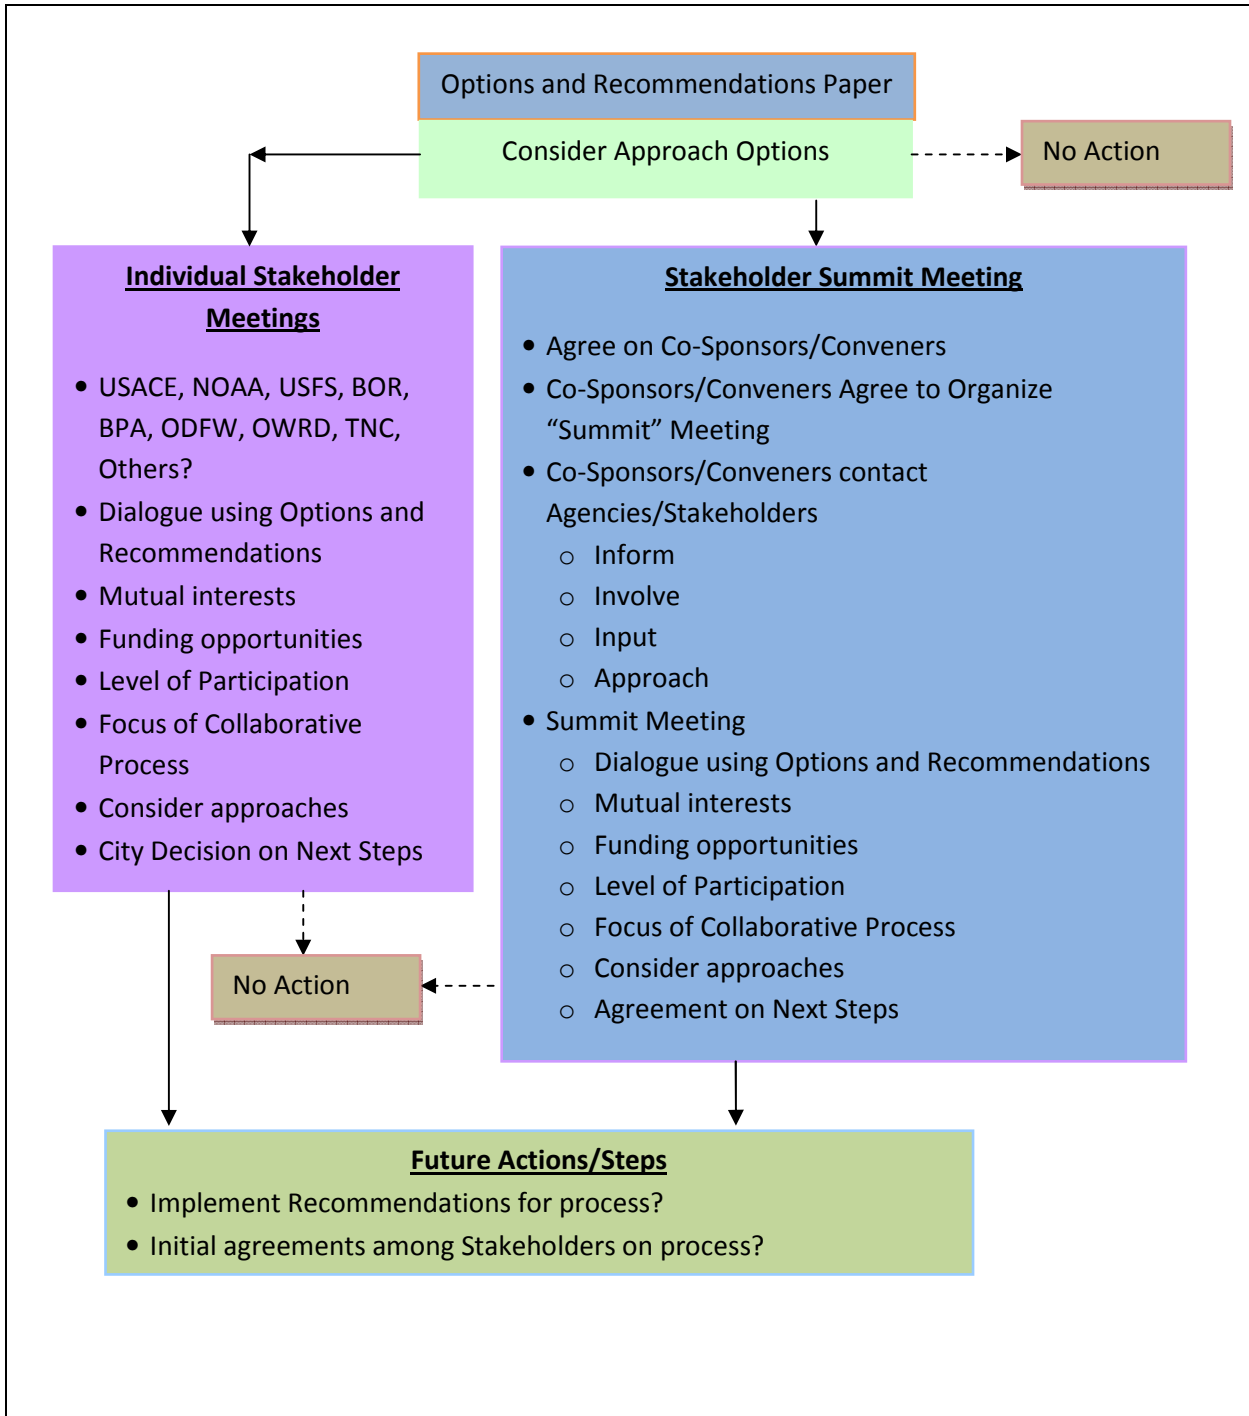 Options and Recommendations Paper
Consider Approach Options
No Action
Individual Stakeholder
Meetings
• USACE, NOAA, USFS, BOR,
BPA, ODFW, OWRD, TNC,
Others?
• Dialogue using Options and
Recommendations
• Mutual interests
• Funding opportunities
• Level of Participation
• Focus of Collaborative
Process
• Consider approaches
• City Decision on Next Steps
Stakeholder Summit Meeting
• Agree on Co-Sponsors/Conveners
• Co-Sponsors/Conveners Agree to Organize
“Summit” Meeting
• Co-Sponsors/Conveners contact
Agencies/Stakeholders
o Inform
o Involve
o Input
o Approach
• Summit Meeting
o Dialogue using Options and Recommendations
o Mutual interests
o Funding opportunities
o Level of Participation
o Focus of Collaborative Process
o Consider approaches
o Agreement on Next Steps
No Action
Future Actions/Steps
• Implement Recommendations for process?
• Initial agreements among Stakeholders on process?